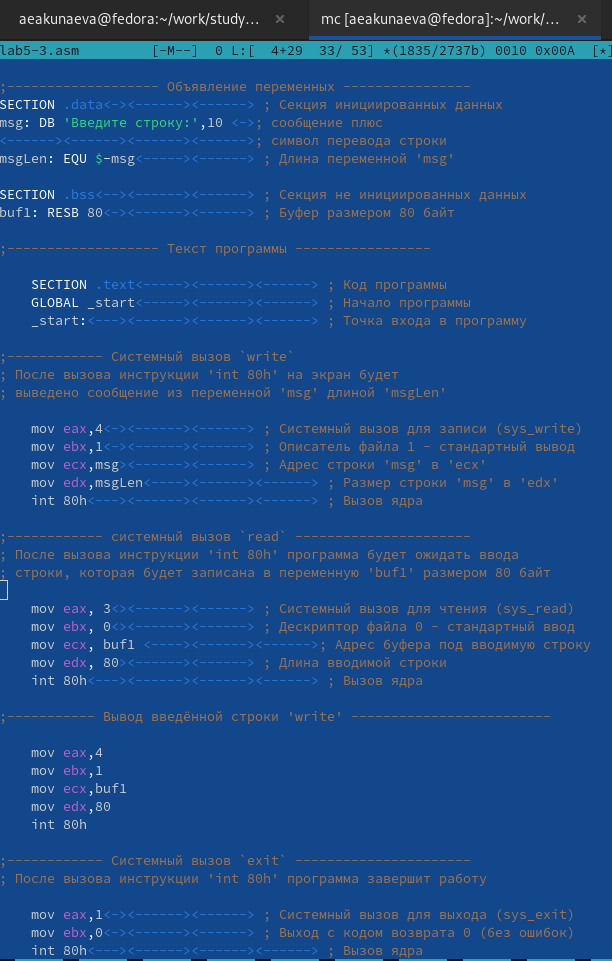 aeakunaeva@fedora:~/work/study... × mc [aeakunaeva@fedora]:~/work/... ×
lab5-3.asm [-M--] 0 L:[ 4+29 33/ 53] *(1835/2737b) 0010 0x00A [*]
;------------------- Объявление переменных ----------------
SECTION .data<-><------><------><------> ; Секция инициированных данных
msg: DB 'Введите строку:',10 <->; сообщение плюс
<------><------><------><------>; символ перевода строки
msgLen: EQU $-msg<------><------> ; Длина переменной 'msg'
SECTION .bss<--><------><------> ; Секция не инициированных данных
buf1: RESB 80<-><------><------> ; Буфер размером 80 байт
;------------------- Текст программы -----------------
SECTION .text<-----><------><------> ; Код программы
GLOBAL _start<-----><------><------> ; Начало программы
_start:<---><------><------><------> ; Точка входа в программу
;------------ Системный вызов `write`
; После вызова инструкции 'int 80h' на экран будет
; выведено сообщение из переменной 'msg' длиной 'msgLen'
mov eax,4<-><------><------> ; Системный вызов для записи (sys_write)
mov ebx,1<-><------><------> ; Описатель файла 1 - стандартный вывод
mov ecx,msg><------><------> ; Адрес строки 'msg' в 'ecx'
mov edx,msgLen<-----><------><------> ; Размер строки 'msg' в 'edx'
int 80h<---><------><------><------> ; Вызов ядра
;------------ системный вызов `read` ----------------------
; После вызова инструкции 'int 80h' программа будет ожидать ввода
; строки, которая будет записана в переменную 'buf1' размером 80 байт
mov eax, 3<><------><------> ; Системный вызов для чтения (sys_read)
mov ebx, 0<><------><------> ; Дескриптор файла 0 - стандартный ввод
mov ecx, buf1 <----><------><------>; Адрес буфера под вводимую строку
mov edx, 80><------><------> ; Длина вводимой строки
int 80h<---><------><------><------> ; Вызов ядра
;------------ Вывод введённой строки 'write' -------------------------
mov eax,4
mov ebx,1
mov ecx,buf1
mov edx,80
int 80h
;------------ Системный вызов `exit` ----------------------
; После вызова инструкции 'int 80h' программа завершит работу
mov eax,1<-><------><------> ; Системный вызов для выхода (sys_exit)
mov ebx,0<-><------><------> ; Выход с кодом возврата 0 (без ошибок)
int 80h<---><------><------><------> ; Вызов ядра